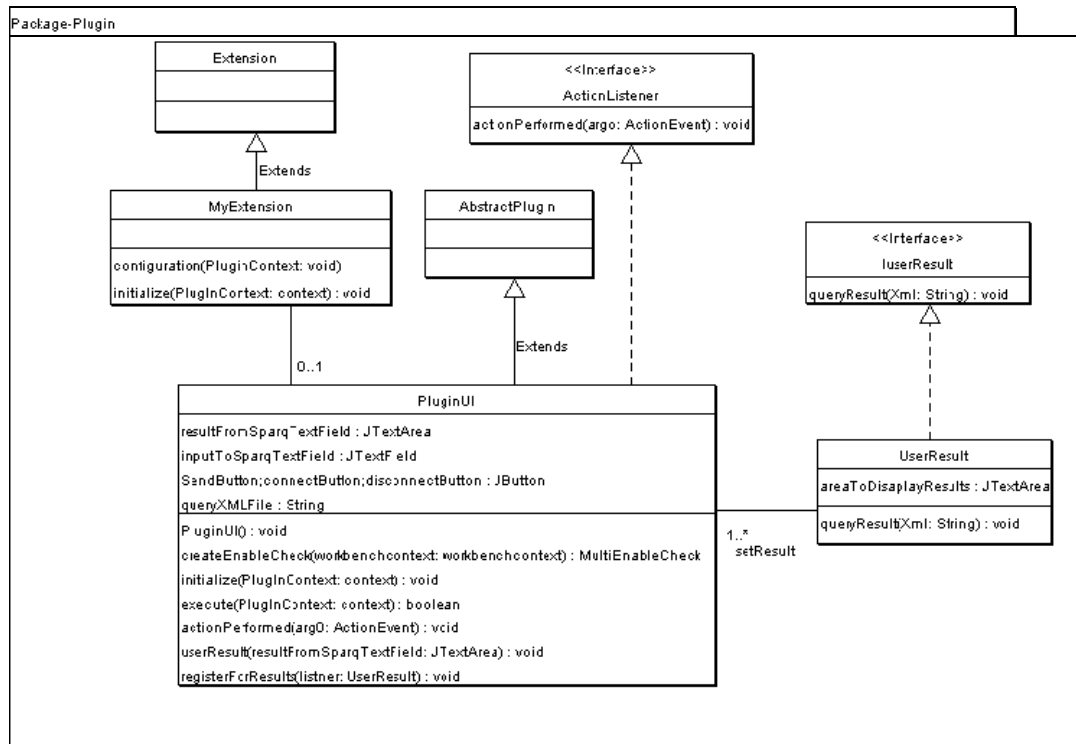 Package-Plugin
Extension
Extends
MyExtension
configuration(PluginContext: void)
initialize(PlugInContext: context) : void
0..1
<<Interface>>
ActionListener
actionPerformed(argo: ActionEvent) : void
AbstractPlugin
Extends
<<Interface>>
IuserResult
queryResult(Xml: String) : void
PluginUI
resultFromSparqTextField : JTextArea
inputToSparqTextField : JTextField
SendButton;connectButton;disconnectButton : JButton
queryXMLFile : String
PluginUI() : void
createEnableCheck(workbenchcontext: workbenchcontext) : MultiEnableCheck
initialize(PlugInContext: context) : void
execute(PlugInContext: context) : boolean
actionPerformed(arg0: ActionEvent) : void
userResult(resultFromSparqTextField: JTextArea) : void
registerForResults(listner: UserResult) : void
1..*
setResult
UserResult
areaToDisaplayResults : JTextArea
queryResult(Xml: String) : void